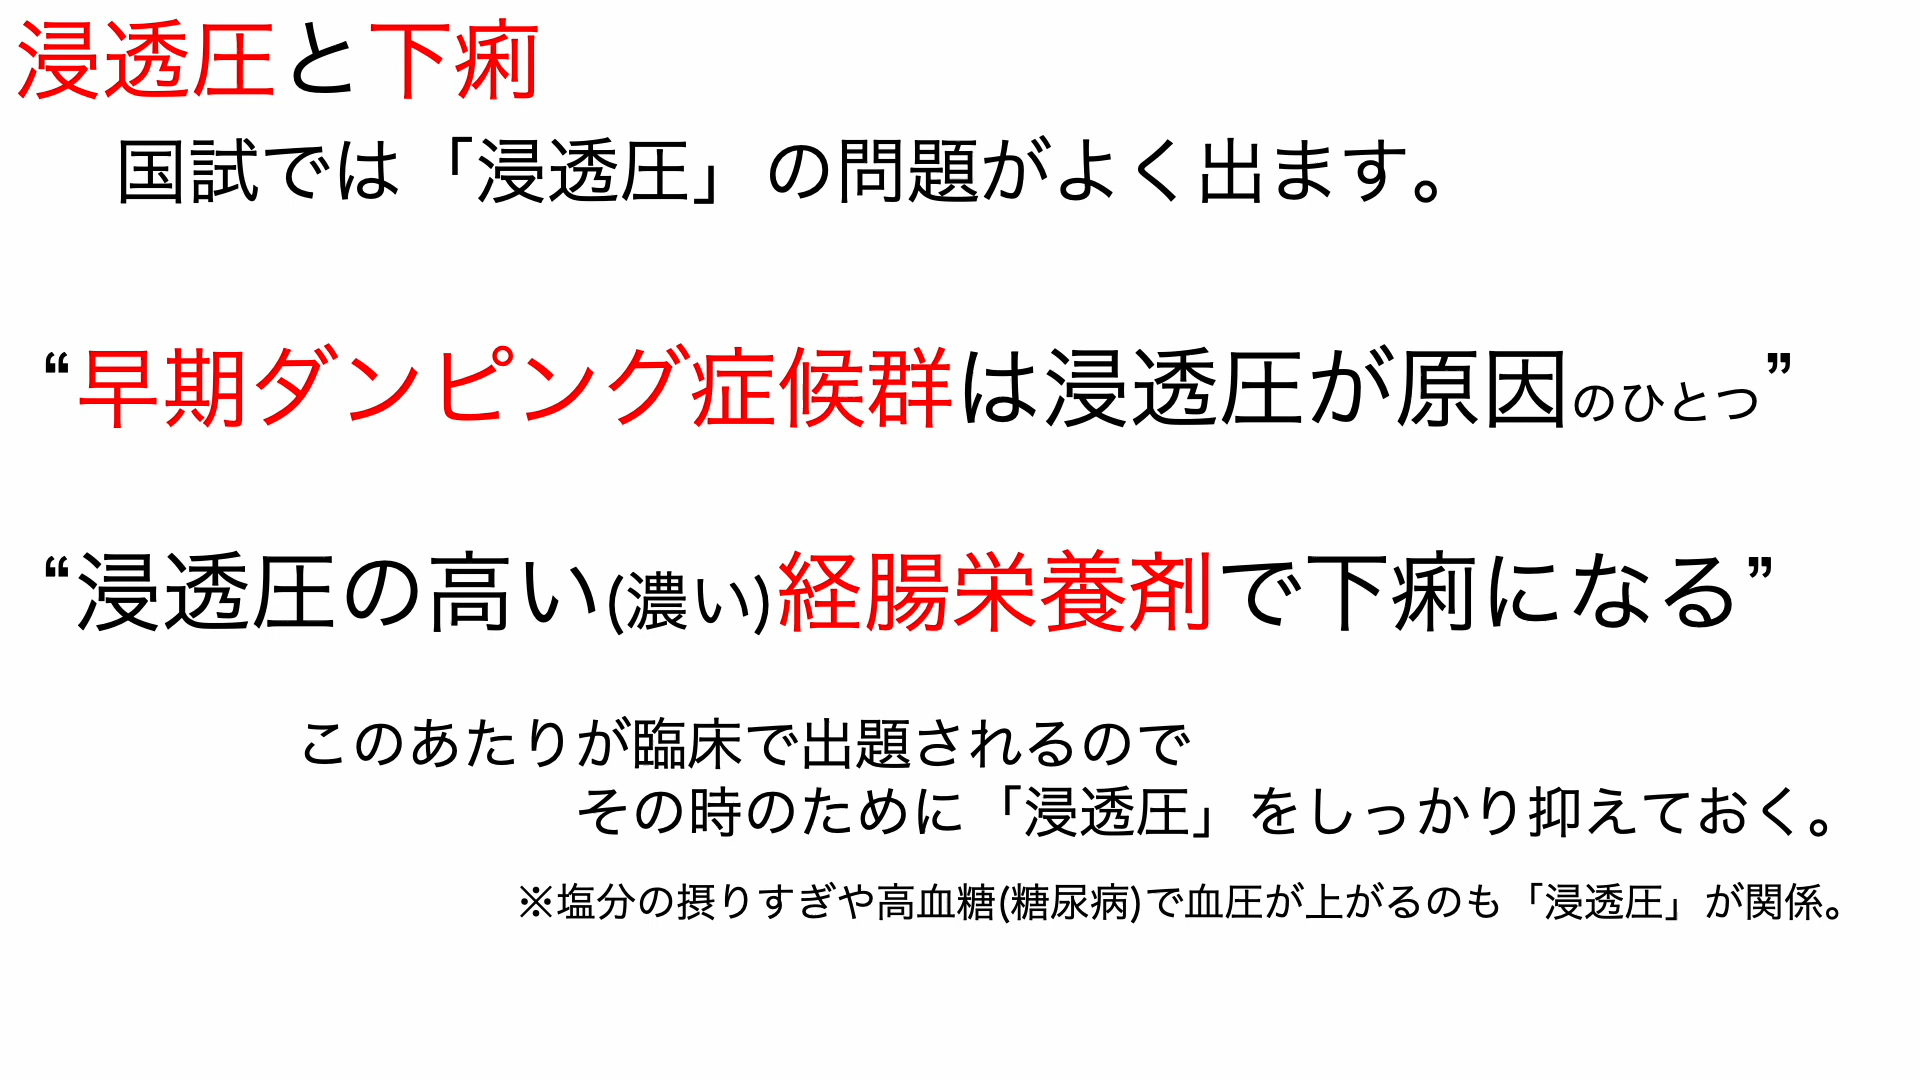 浸透圧と下痢
国試では「浸透圧」の問題がよく出ます。
“早期ダンピング症候群は浸透圧が原因のひとつ”
“浸透圧の高い(濃い)経腸栄養剤で下痢になる”
このあたりが臨床で出題されるので
その時のために「浸透圧」をしっかり抑えておく。
※塩分の摂りすぎや高血糖(糖尿病)で血圧が上がるのも「浸透圧」が関係。